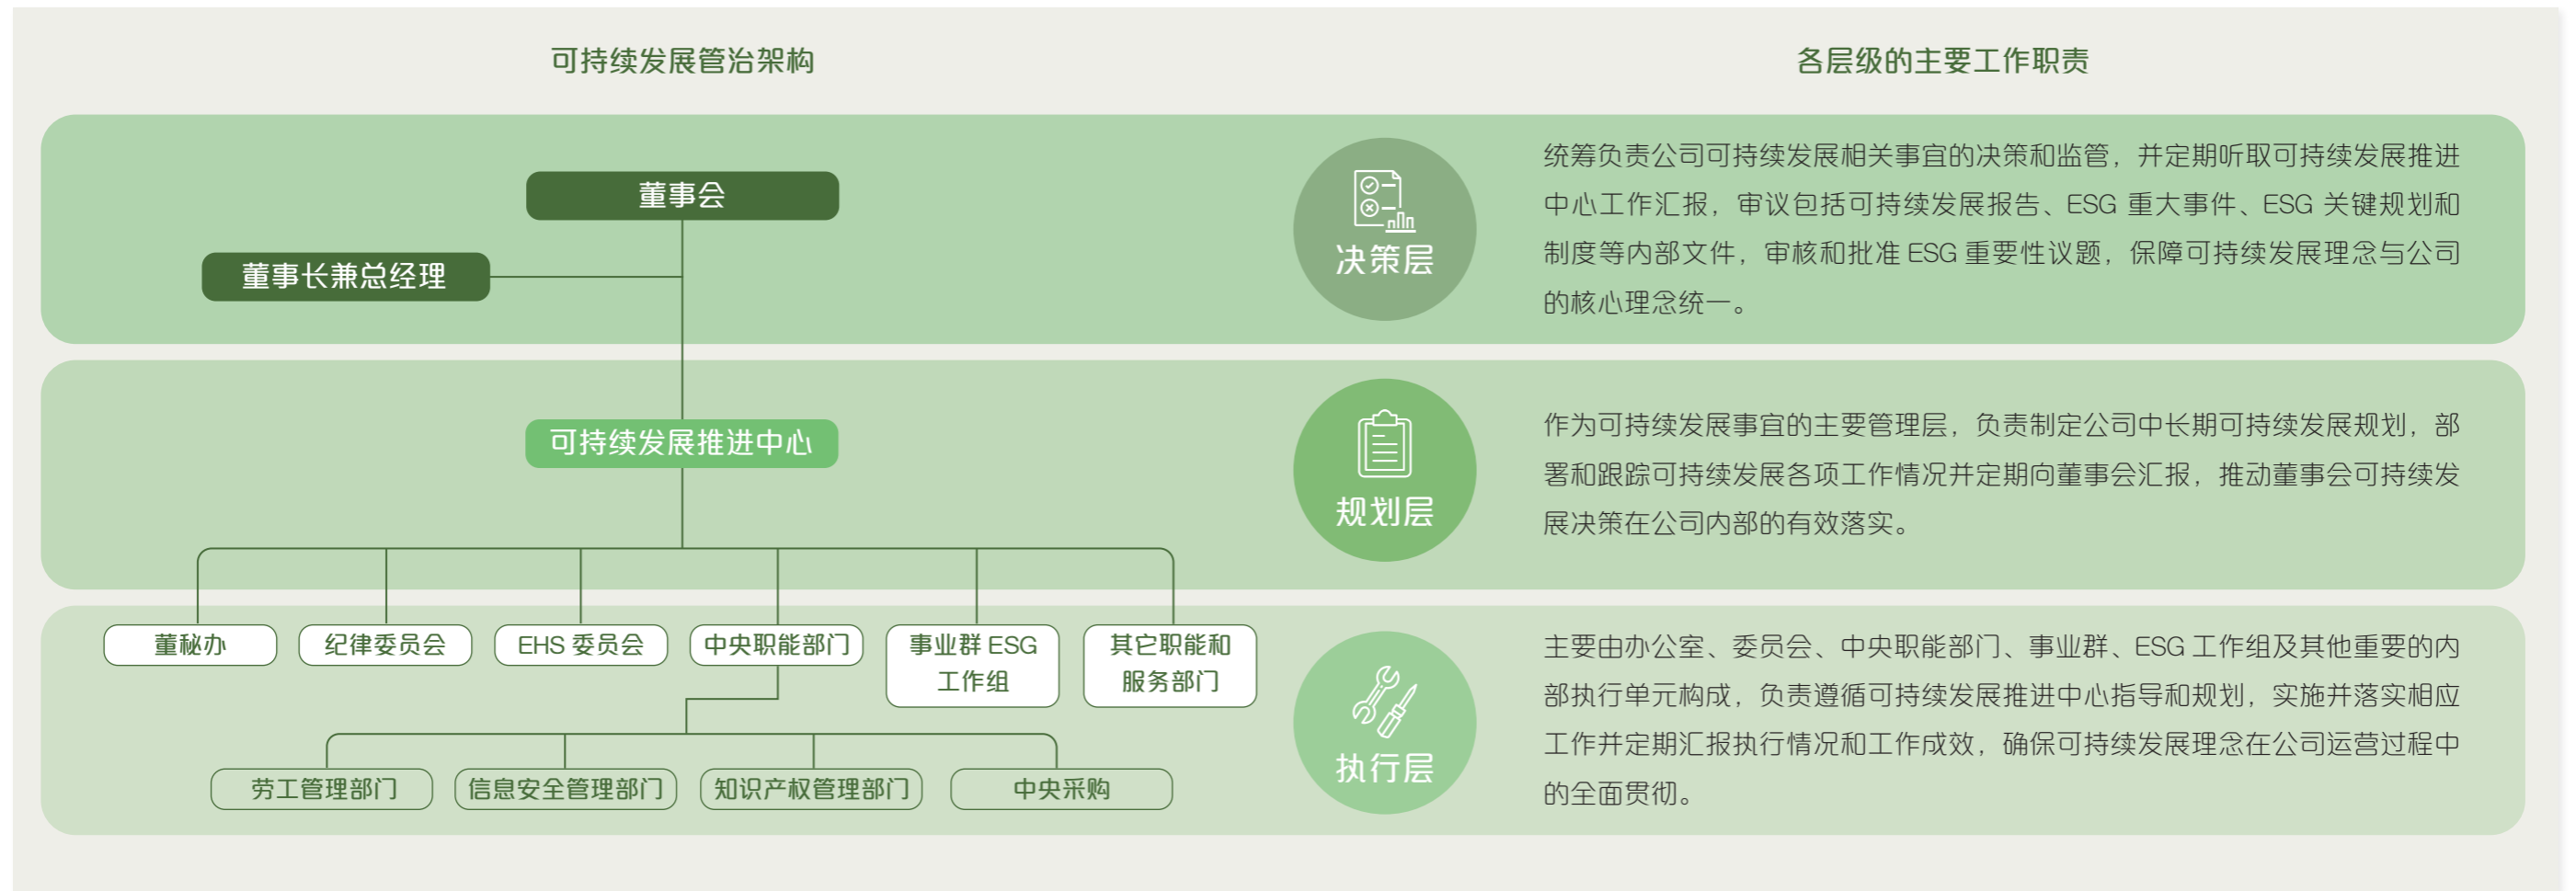 可持续发展管治架构
各层级的主要工作职责
董事会
董事长兼总经理
决策层
统筹负责公司可持续发展相关事宜的决策和监管，并定期听取可持续发展推进
中心工作汇报，审议包括可持续发展报告、ESG 重大事件、ESG 关键规划和
制度等内部文件，审核和批准 ESG 重要性议题，保障可持续发展理念与公司
的核心理念统一。
可持续发展推进中心
规划层
作为可持续发展事宜的主要管理层，负责制定公司中长期可持续发展规划，部
署和跟踪可持续发展各项工作情况并定期向董事会汇报，推动董事会可持续发
展决策在公司内部的有效落实。
董秘办
纪律委员会
EHS 委员会
中央职能部门
事业群 ESG
工作组
其它职能和
服务部门
劳工管理部门
信息安全管理部门
知识产权管理部门
中央采购
执行层
主要由办公室、委员会、中央职能部门、事业群、ESG 工作组及其他重要的内
部执行单元构成，负责遵循可持续发展推进中心指导和规划，实施并落实相应
工作并定期汇报执行情况和工作成效，确保可持续发展理念在公司运营过程中
的全面贯彻。